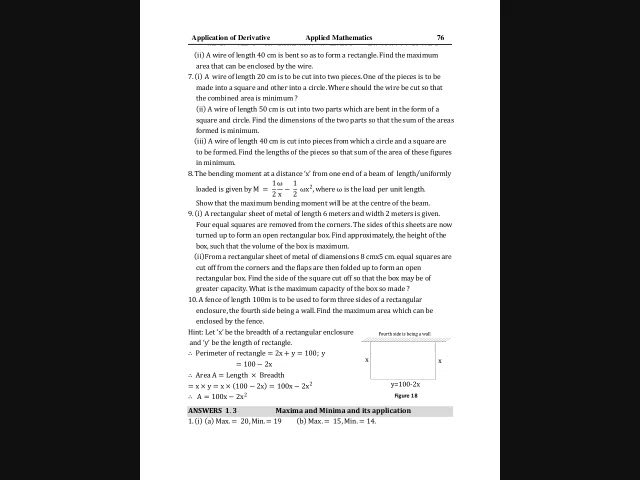 Application of Derivative Applied Mathematics 76
(ii) A wire of length 40 cm is bent so as to form a rectangle. Find the maximum
area that can be enclosed by the wire.
7. (i) A wire of length 20 cm is to be cut into two pieces. One of the pieces is to be
made into a square and other into a circle. Where should the wire be cut so that
the combined area is minimum ?
(ii) A wire of length 50 cm is cut into two parts which are bent in the form of a
square and circle. Find the dimensions of the two parts so that the sum of the areas
formed is minimum.
(iii) A wire of length 40 cm is cut into pieces from which a circle and a square are
to be formed. Find the lengths of the pieces so that sum of the area of these figures
in minimum.
8. The bending moment at a distance 'x' from one end of a beam of length/uniformly
loaded is given by M = 1 ω/2 x − 1/2 ωx², where ω is the load per unit length.
Show that the maximum bending moment will be at the centre of the beam.
9. (i) A rectangular sheet of metal of length 6 meters and width 2 meters is given.
Four equal squares are removed from the corners. The sides of this sheets are now
turned up to form an open rectangular box. Find approximately, the height of the
box, such that the volume of the box is maximum.
(ii)From a rectangular sheet of metal of diamensions 8 cmx5 cm. equal squares are
cut off from the corners and the flaps are then folded up to form an open
rectangular box. Find the side of the square cut off so that the box may be of
greater capacity. What is the maximum capacity of the box so made ?
10. A fence of length 100m is to be used to form three sides of a rectangular
enclosure, the fourth side being a wall. Find the maximum area which can be
enclosed by the fence.
Hint: Let 'x' be the breadth of a rectangular enclosure
and 'y' be the length of rectangle.
∴ Perimeter of rectangle = 2x + y = 100; y
= 100 − 2x
∴ Area A = Length × Breadth
= x × y = x × (100 − 2x) = 100x − 2x²
∴ A = 100x − 2x²
Fourth side is being a wall
x x
y=100-2x
Figure 18
ANSWERS 1. 3 Maxima and Minima and its application
1. (i) (a) Max. = 20, Min. = 19 (b) Max. = 15, Min. = 14.